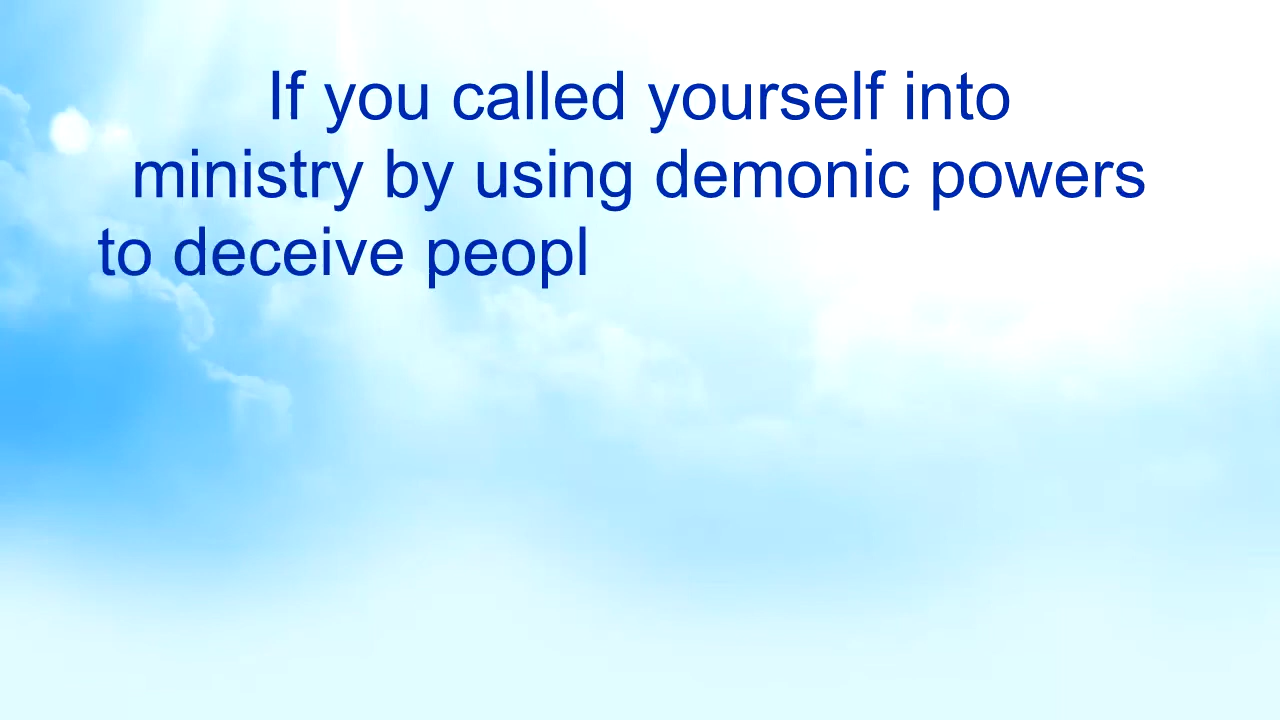 If you called yourself into
ministry by using demonic powers
to deceive peopl